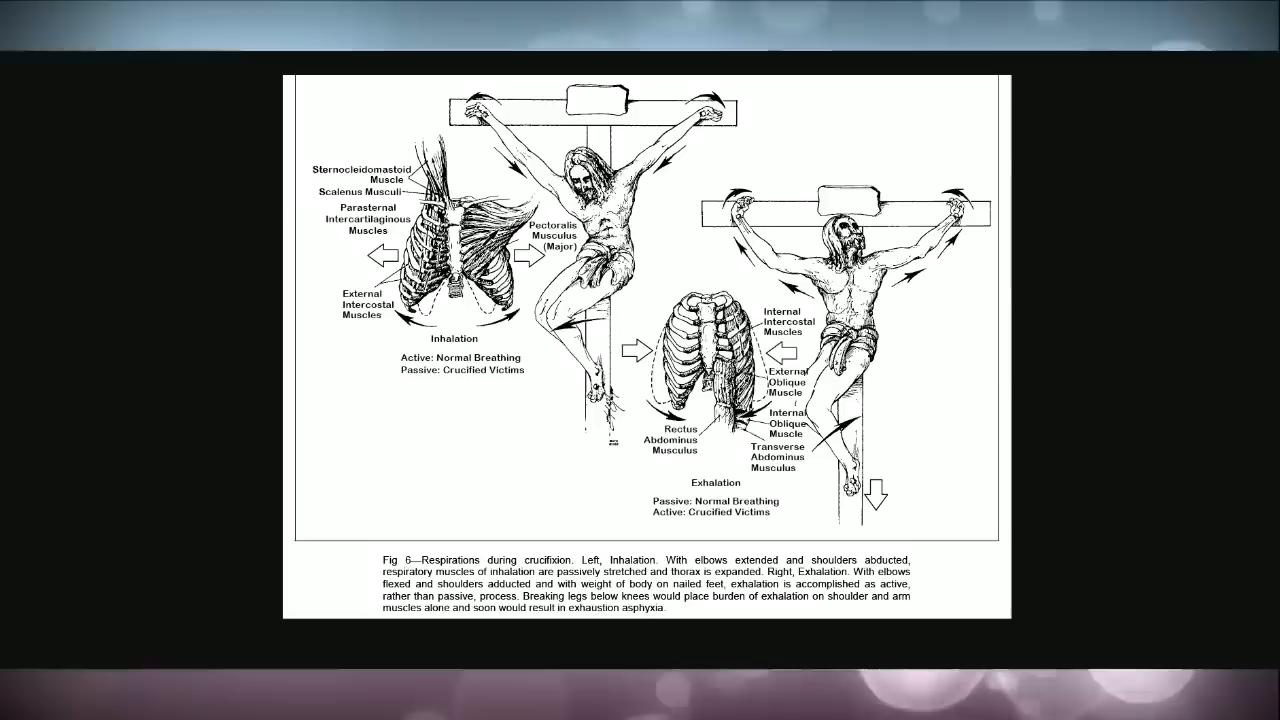 Sternocleidomastoid
Muscle
Scalenus Musculi
Parasternal
Intercartilaginous
Muscles
Pectoralis
Musculus
(Major)
External
Intercostal
Muscles
Inhalation
Active: Normal Breathing
Passive: Crucified Victims
Internal
Intercostal
Muscles
External
Oblique
Muscle
Internal
Oblique
Muscle
Rectus
Abdominus
Musculus
Transverse
Abdominus
Musculus
Exhalation
Passive: Normal Breathing
Active: Crucified Victims
Fig 6—Respirations during crucifixion. Left, Inhalation. With elbows extended and shoulders abducted,
respiratory muscles of inhalation are passively stretched and thorax is expanded. Right, Exhalation. With elbows
flexed and shoulders adducted and with weight of body on nailed feet, exhalation is accomplished as active,
rather than passive, process. Breaking legs below knees would place burden of exhalation on shoulder and arm
muscles alone and soon would result in exhaustion asphyxia.